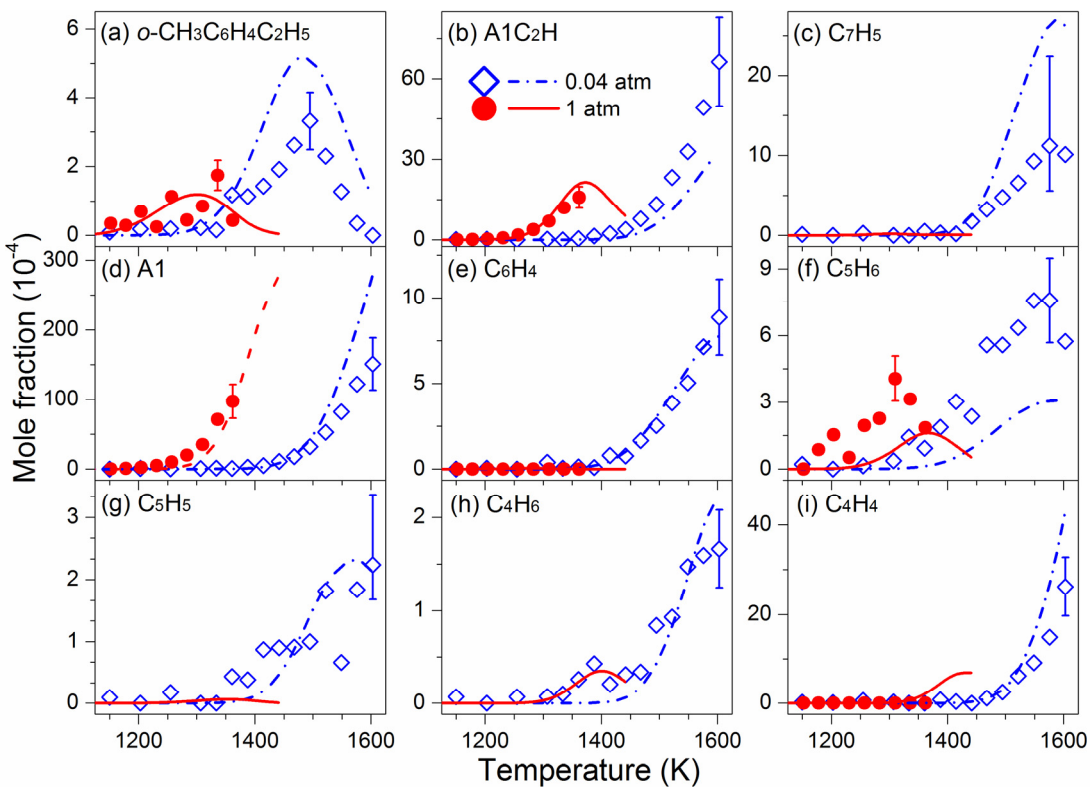 (a) o-CH3C6H4C2H5
(b) A1C2H
(c) C7H5
0.04 atm
1 atm
6
4
2
0
60
30
0
20
10
0
(d) A1
(e) C6H4
(f) C5H6
300
200
100
0
10
5
0
9
6
3
0
(g) C5H5
(h) C4H6
(i) C4H4
3
2
1
0
2
1
0
40
20
0
1200 1400 1600
1200 1400 1600
1200 1400 1600
Mole fraction (10-4)
Temperature (K)